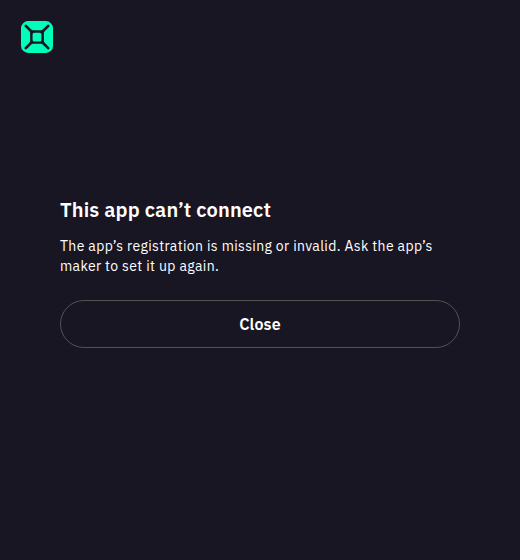 This app can’t connect
The app’s registration is missing or invalid. Ask the app’s
maker to set it up again.
Close